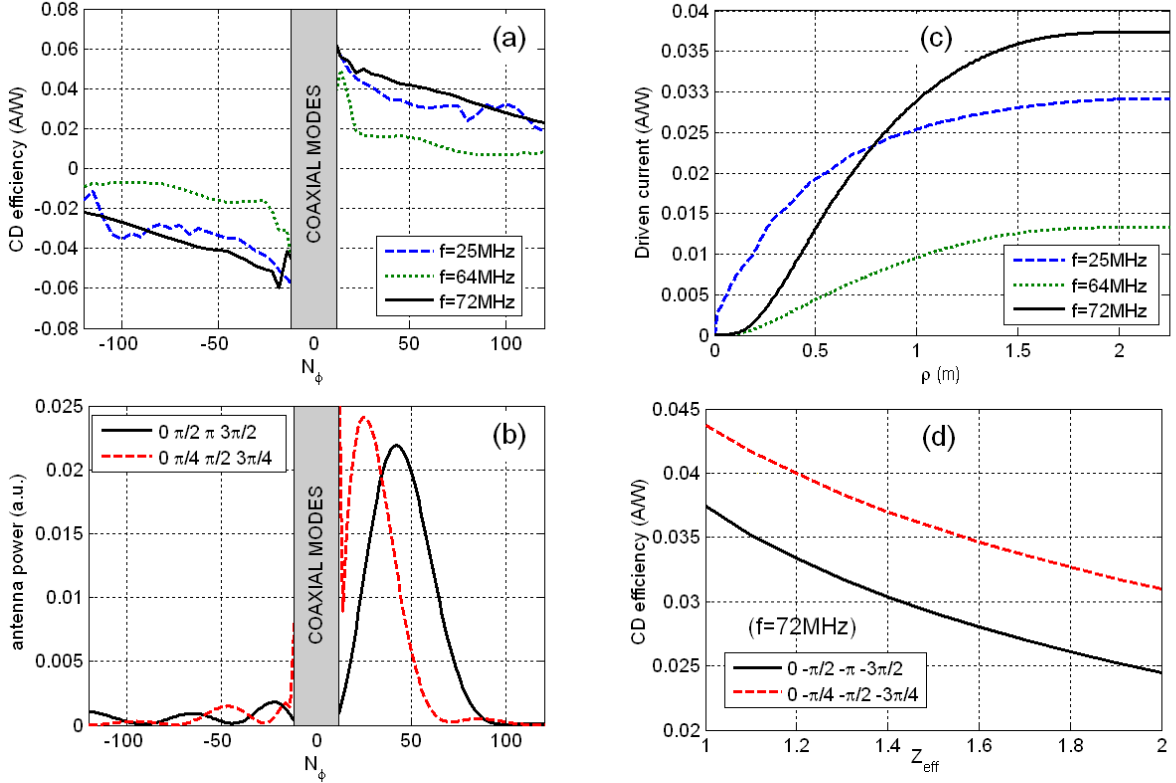 (a)
CD efficiency (A/W)
0.08
0.06
0.04
0.02
0
-0.02
-0.04
-0.06
-0.08
COAXIAL MODES
f=25MHz
f=64MHz
f=72MHz
-100
-50
0
50
100
N_ϕ
(c)
Driven current (A/W)
0.04
0.035
0.03
0.025
0.02
0.015
0.01
0.005
0
f=25MHz
f=64MHz
f=72MHz
0
0.5
1
1.5
2
ρ (m)
(b)
antenna power (a.u.)
0.025
0.02
0.015
0.01
0.005
0
0 π/2 π 3π/2
0 π/4 π/2 3π/4
COAXIAL MODES
-100
-50
0
50
100
N_ϕ
(d)
CD efficiency (A/W)
0.045
0.04
0.035
0.03
0.025
0.02
(f=72MHz)
0 -π/2 -π -3π/2
0 -π/4 -π/2 -3π/4
1
1.2
1.4
1.6
1.8
2
Z_eff